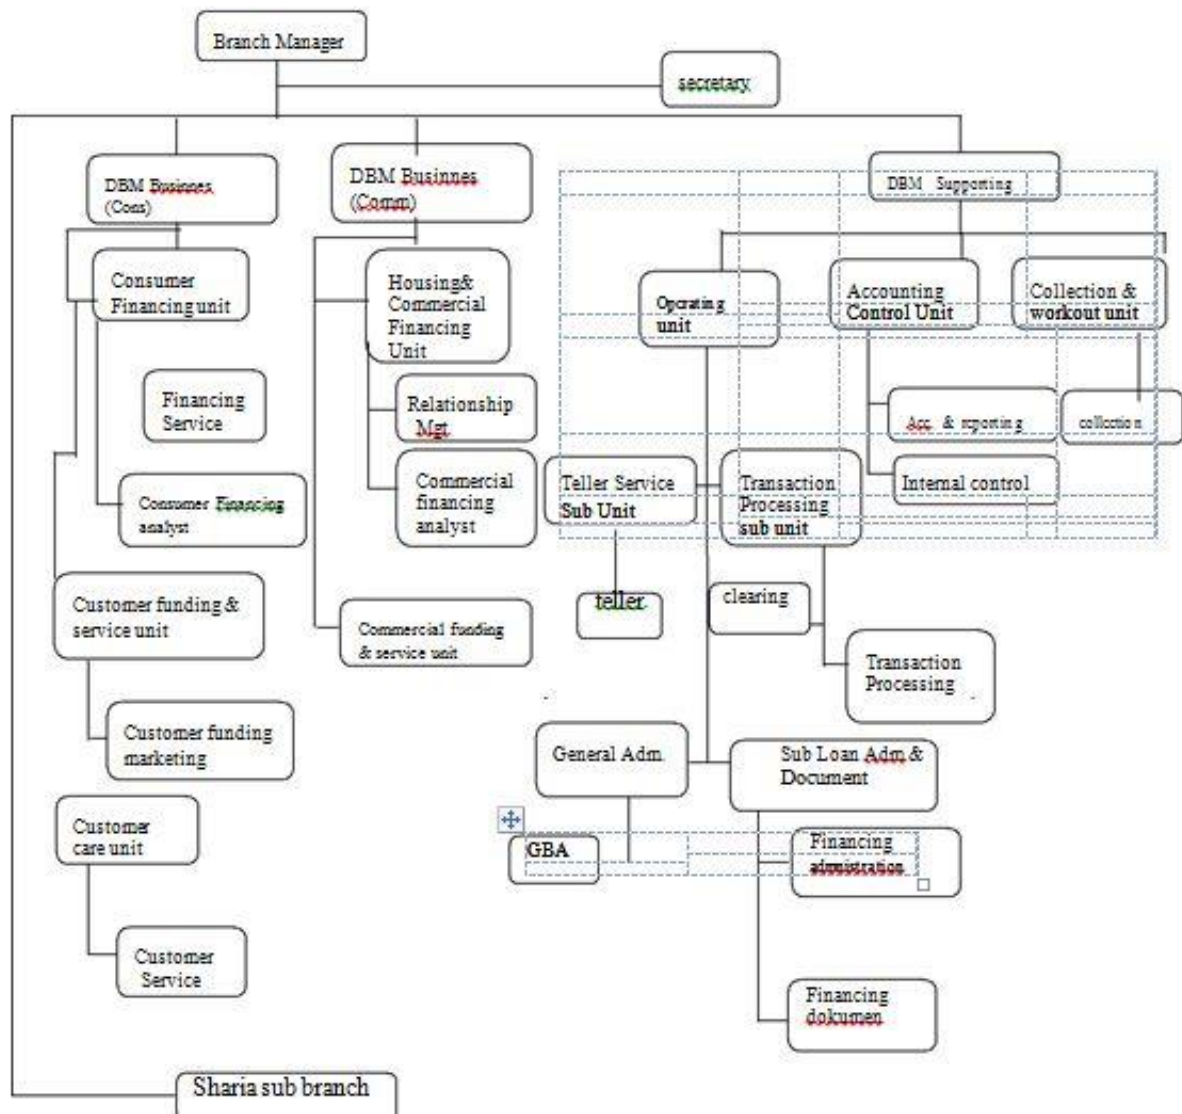 Branch Manager
secretary
DBM Businnes
(Cons)
DBM Businnes
(Comm)
DBM Supporting
Consumer
Financing unit
Housing&
Commercial
Financing
Unit
Operating
unit
Accounting
Control Unit
Collection &
workout unit
Financing
Service
Relationship
Mgt
Acc & reporting
collection
Consumer Financing
analyst
Commercial
financing
analyst
Teller Service
Sub Unit
Transaction
Processing
sub unit
Internal control
Customer funding &
service unit
Commercial funding
& service unit
teller
clearing
Transaction
Processing
Customer funding
marketing
General Adm.
Sub Loan Adm &
Document
Customer
care unit
GBA
Financing
administration
Customer
Service
Financing
dokumen
Sharia sub branch